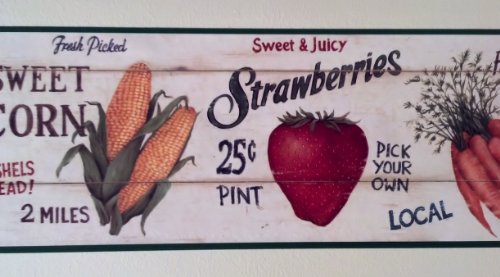 Fresh Picked
SWEET
CORN
SHELS
EAD!
2 MILES
Sweet & Juicy
Strawberries
25¢
PINT
PICK
YOUR
OWN
LOCAL